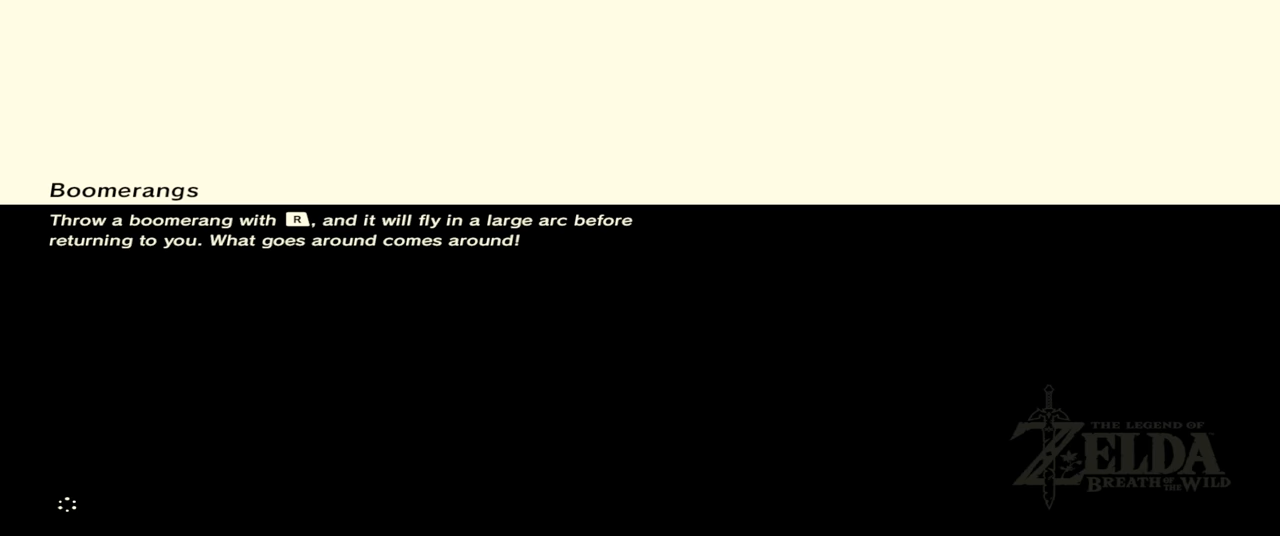 Boomerangs
Throw a boomerang with R, and it will fly in a large arc before
returning to you. What goes around comes around!
THE LEGEND OF
ZELDA
BREATH OF THE WILD